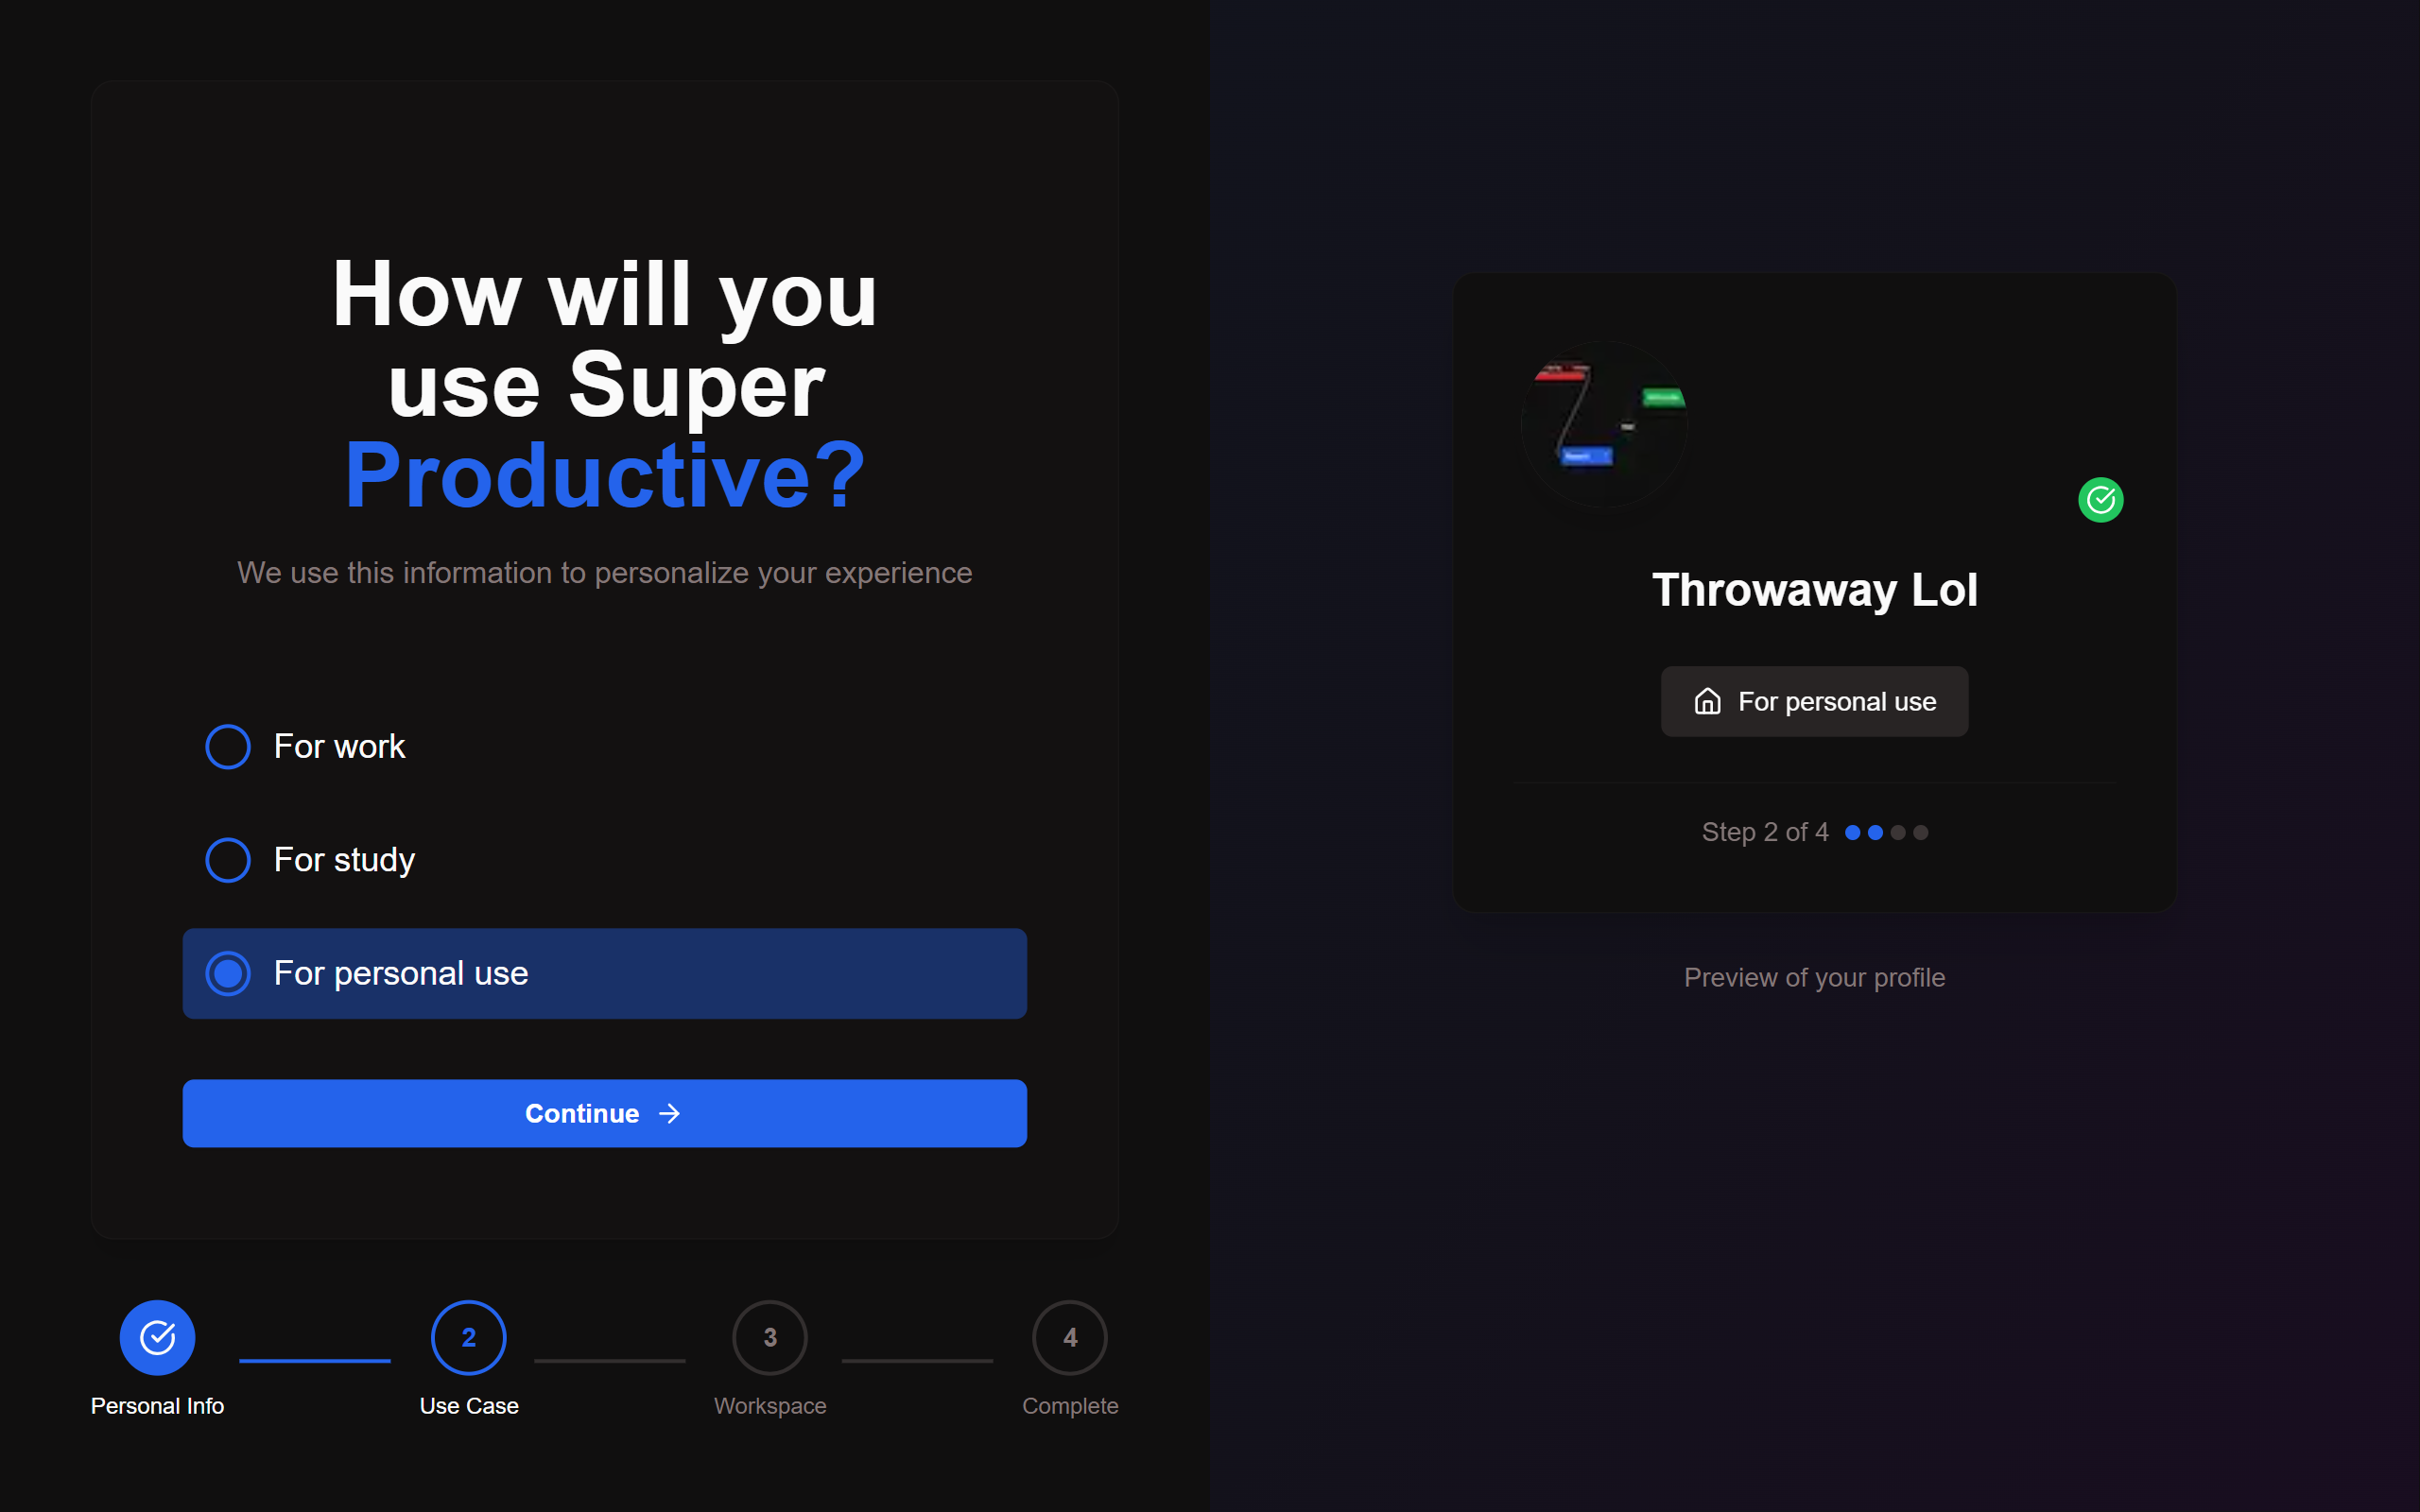 How will you
use Super
Productive?
We use this information to personalize your experience
For work
For study
For personal use
Continue
2
3
4
Personal Info
Use Case
Workspace
Complete
Throwaway Lol
For personal use
Step 2 of 4
Preview of your profile